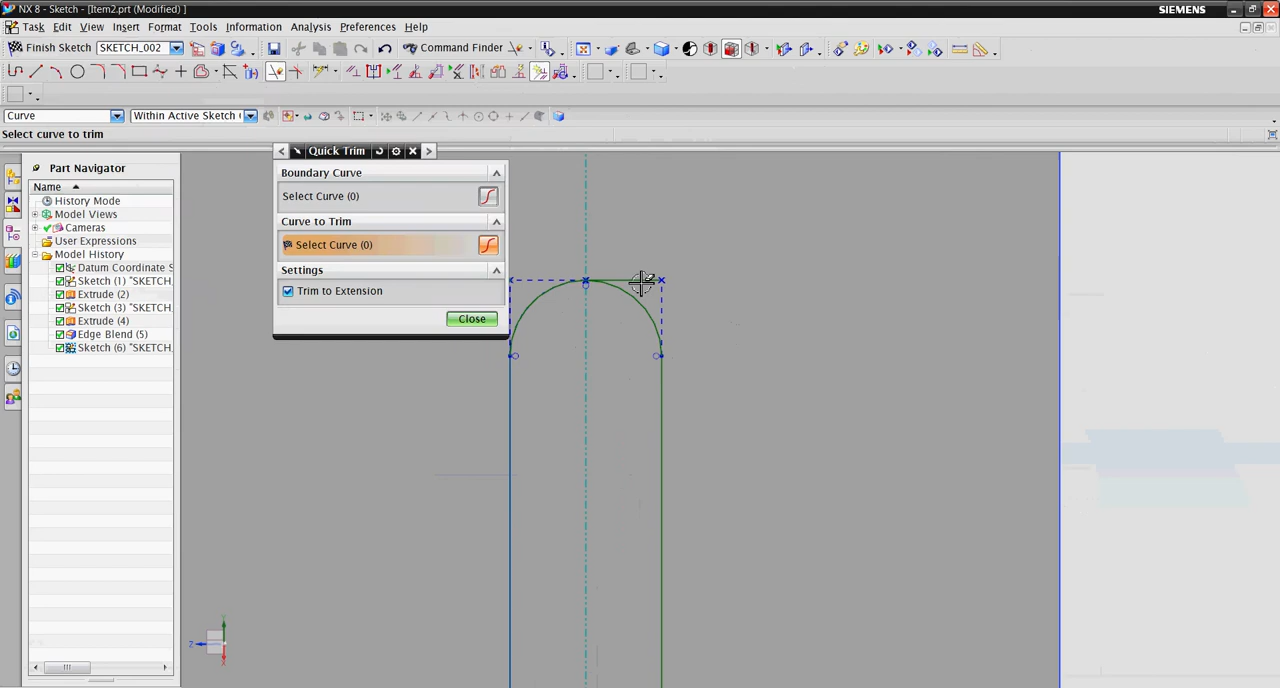 NX 8 - Sketch - [Item2.prt (Modified) ]
SIEMENS
Task Edit View Insert Format Tools Information Analysis Preferences Help
Finish Sketch SKETCH_002 Command Finder
Curve Within Active Sketch
Select curve to trim
Part Navigator
Name
History Mode
Model Views
Cameras
User Expressions
Model History
Datum Coordinate S
Sketch (1) "SKETCH_
Extrude (2)
Sketch (3) "SKETCH_
Extrude (4)
Edge Blend (5)
Sketch (6) "SKETCH_
Quick Trim
Boundary Curve
Select Curve (0)
Curve to Trim
Select Curve (0)
Settings
Trim to Extension
Close
Z